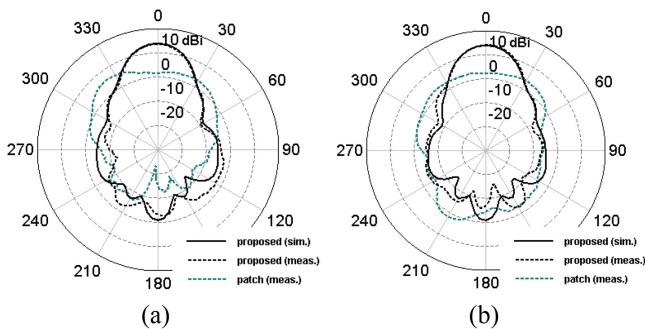 0
330
30
10 dBi
300
0
60
-10
-20
270
90
240
120
proposed (sim.)
proposed (meas.)
210
patch (meas.)
180
(a)
0
330
30
10 dBi
300
0
60
-10
-20
270
90
240
120
proposed (sim.)
proposed (meas.)
210
patch (meas.)
180
(b)